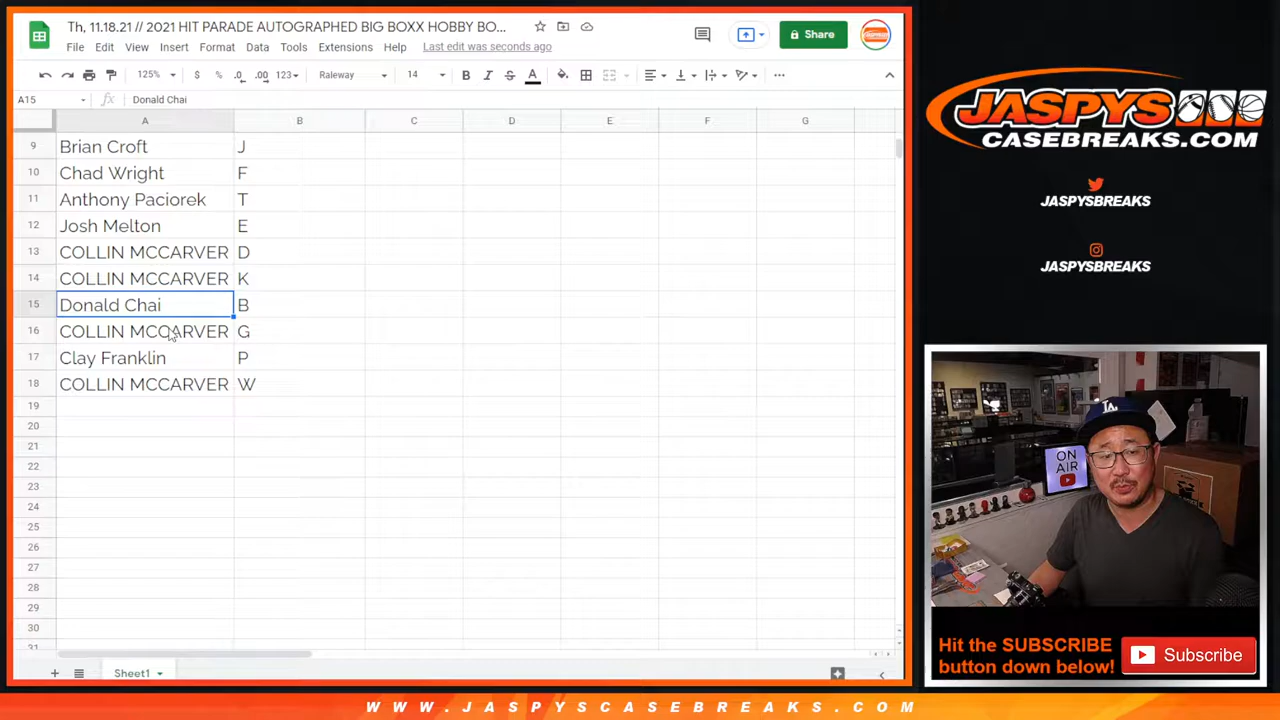 Th, 11.18.21 // 2021 HIT PARADE AUTOGRAPHED BIG BOXX HOBBY BO...
File Edit View Insert Format Data Tools Extensions Help Last edit was seconds ago
Share
125% $ % .0 .00 123 Raleway 14 B I S A
A15 fx Donald Chai
A B C D E F G
9 Brian Croft J
10 Chad Wright F
11 Anthony Paciorek T
12 Josh Melton E
13 COLLIN MCCARVER D
14 COLLIN MCCARVER K
15 Donald Chai B
16 COLLIN MCCARVER G
17 Clay Franklin P
18 COLLIN MCCARVER W
19
20
21
22
23
24
25
26
27
28
29
30
31
Sheet1
JASPYS
CASEBREAKS.COM
JASPYSBREAKS
JASPYSBREAKS
LA
ON
AIR
Hit the SUBSCRIBE
button down below!
Subscribe
WWW.JASPYSCASEBREAKS.COM